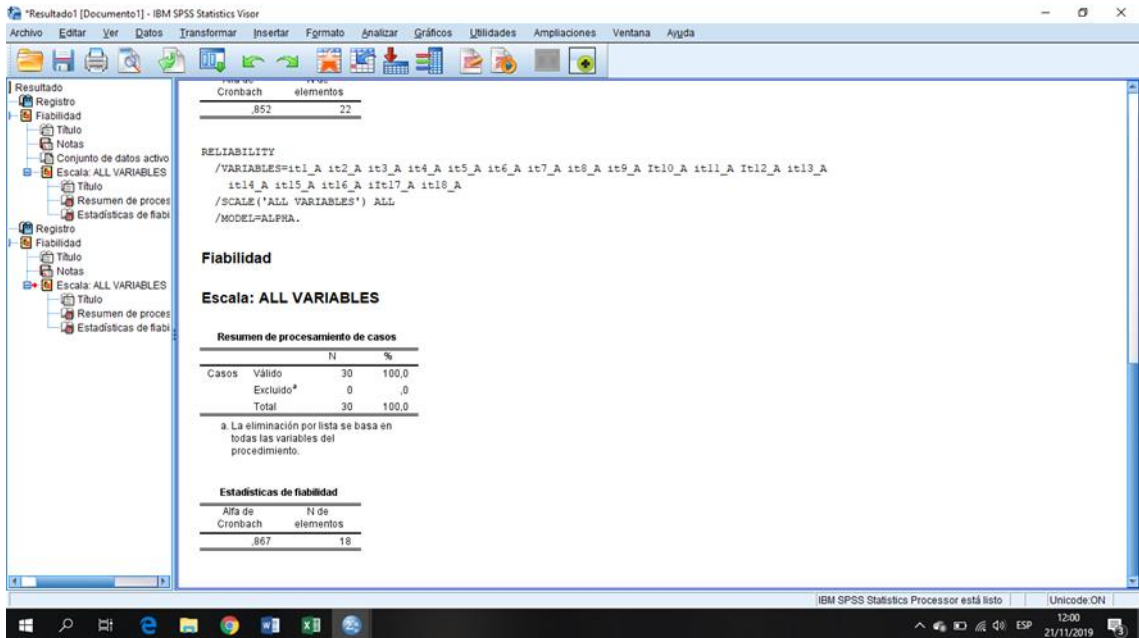 *Resultado1 [Documento1] - IBM SPSS Statistics Visor
Archivo Editar Ver Datos Transformar Insertar Formato Analizar Gráficos Utilidades Ampliaciones Ventana Ayuda
Resultado
Registro
Fiabilidad
Título
Notas
Conjunto de datos activo
Escala: ALL VARIABLES
Título
Resumen de proces
Estadísticas de fiabi
Registro
Fiabilidad
Título
Notas
Escala: ALL VARIABLES
Título
Resumen de proces
Estadísticas de fiabi
Cronbach elementos
,852 22
RELIABILITY
/VARIABLES=it1_A it2_A it3_A it4_A it5_A it6_A it7_A it8_A it9_A It10_A it11_A It12_A it13_A
it14_A it15_A it16_A iIt17_A it18_A
/SCALE('ALL VARIABLES') ALL
/MODEL=ALPHA.
Fiabilidad
Escala: ALL VARIABLES
Resumen de procesamiento de casos
N %
Casos Válido 30 100,0
Excluido a 0 ,0
Total 30 100,0
a. La eliminación por lista se basa en
todas las variables del
procedimiento.
Estadísticas de fiabilidad
Alfa de N de
Cronbach elementos
,867 18
IBM SPSS Statistics Processor está listo Unicode:ON
ESP
12:00
21/11/2019